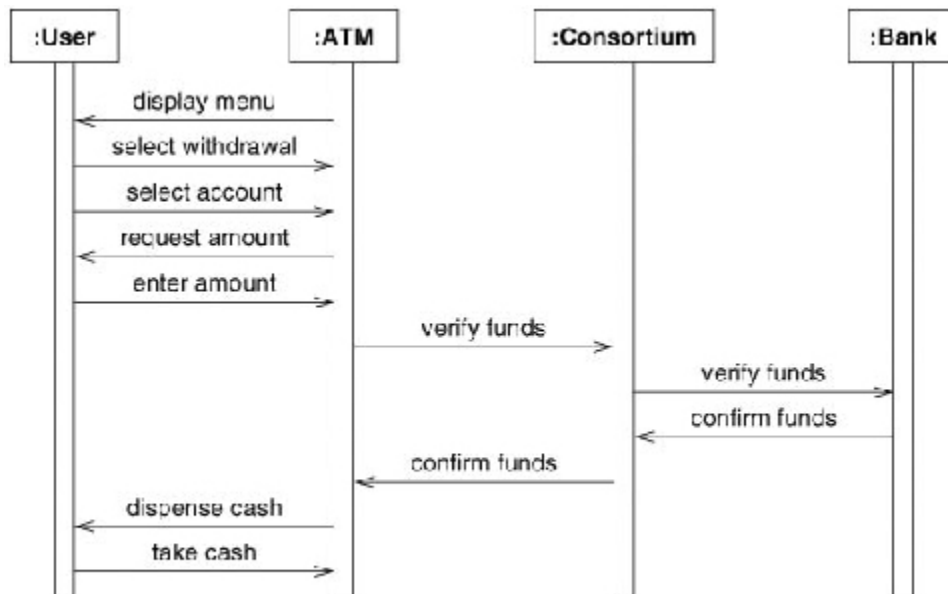 :User
:ATM
:Consortium
:Bank
display menu
select withdrawal
select account
request amount
enter amount
verify funds
verify funds
confirm funds
confirm funds
dispense cash
take cash